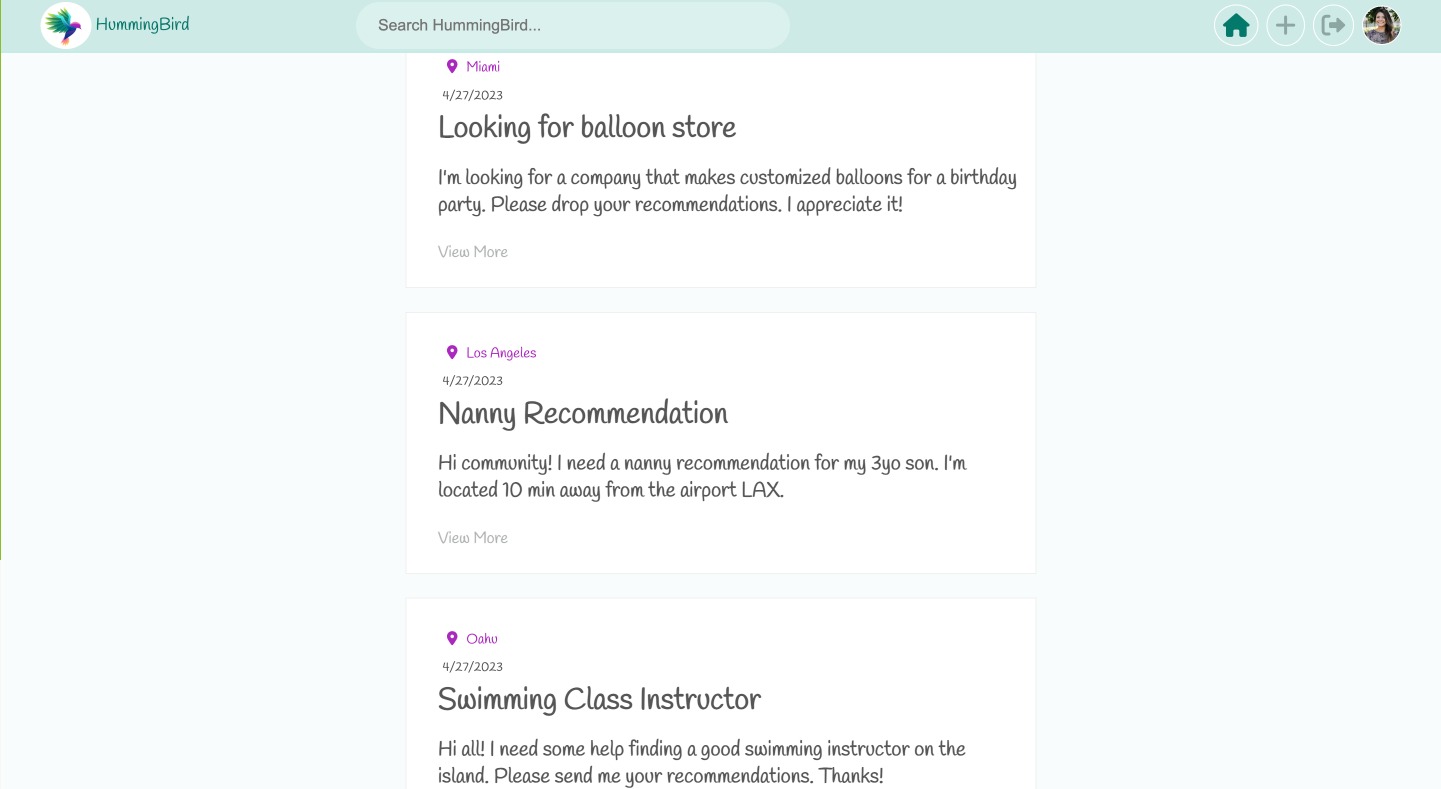 HummingBird
Search HummingBird...
Miami
4/27/2023
Looking for balloon store
I'm looking for a company that makes customized balloons for a birthday
party. Please drop your recommendations. I appreciate it!
View More
Los Angeles
4/27/2023
Nanny Recommendation
Hi community! I need a nanny recommendation for my 3yo son. I'm
located 10 min away from the airport LAX.
View More
Oahu
4/27/2023
Swimming Class Instructor
Hi all! I need some help finding a good swimming instructor on the
island. Please send me your recommendations. Thanks!